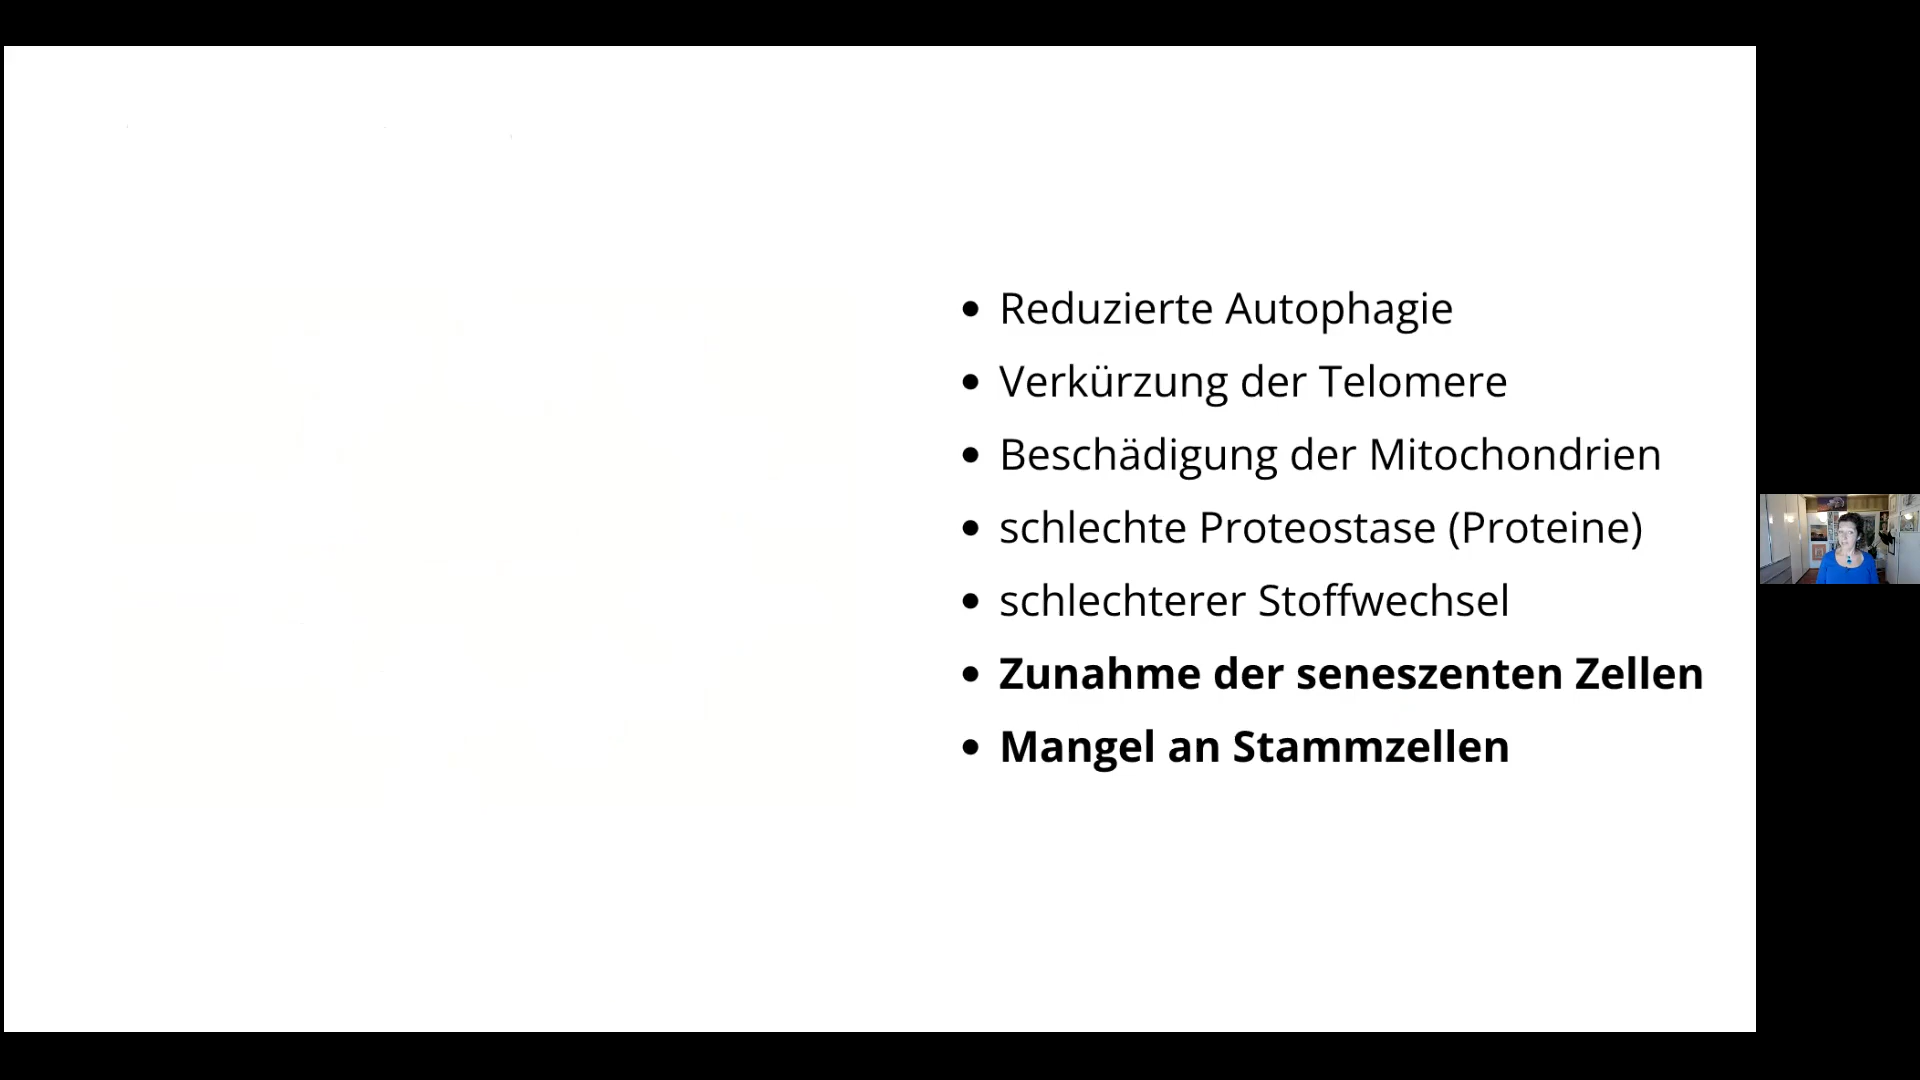 • Reduzierte Autophagie
• Verkürzung der Telomere
• Beschädigung der Mitochondrien
• schlechte Proteostase (Proteine)
• schlechterer Stoffwechsel
• Zunahme der seneszenten Zellen
• Mangel an Stammzellen